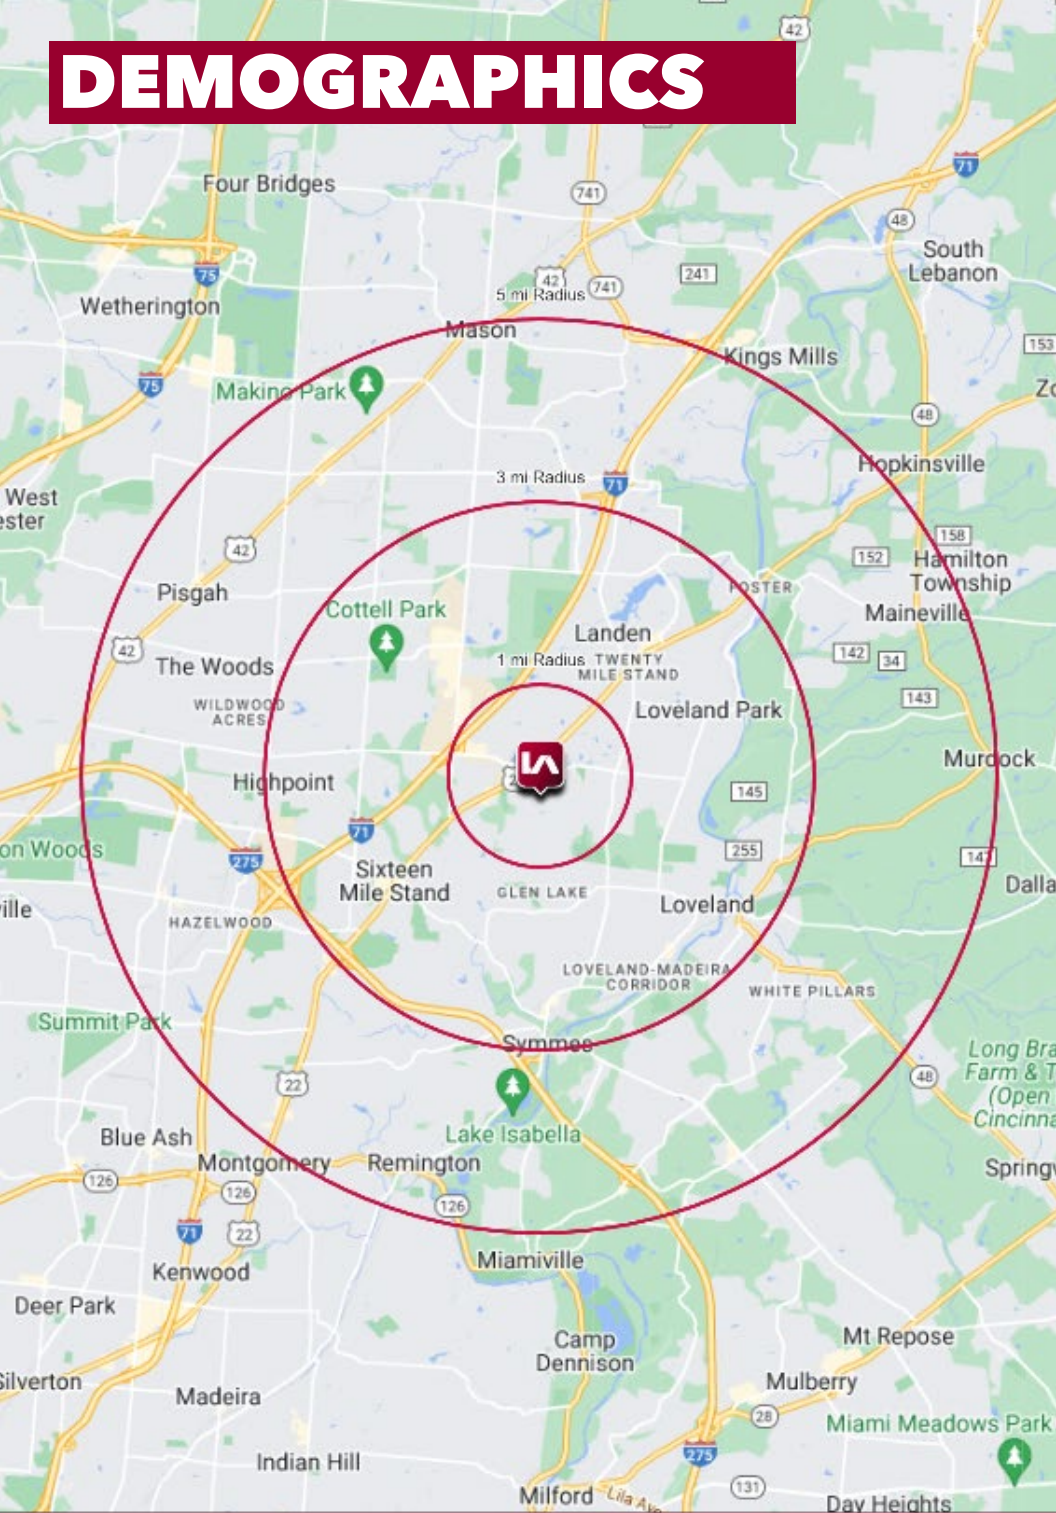 42
DEMOGRAPHICS
71
Four Bridges
741
48
South
Lebanon
75
241
42
741
5 mi Radius
Wetherington
Mason
153
Kings Mills
75
Makino Park
48
Hopkinsville
3 mi Radius
71
West
42
158
152
Hamilton
Township
FOSTER
Pisgah
Cottell Park
Maineville
Landen
42
142
34
1 mi Radius
TWENTY
MILE STAND
The Woods
WILDWOOD
ACRES
143
Loveland Park
Murdock
Highpoint
145
71
255
on Woods
275
Sixteen
Mile Stand
GLEN LAKE
Dalla
Loveland
ville
HAZELWOOD
LOVELAND-MADEIRA
CORRIDOR
WHITE PILLARS
Summit Park
Symmes
Long Bra
Farm & T
(Open
Cincinna
48
22
Lake Isabella
Blue Ash
Montgomery
Remington
Springv
126
126
126
71
22
Miamiville
Kenwood
Deer Park
Camp
Dennison
Mt Repose
Silverton
Mulberry
Madeira
28
Miami Meadows Park
275
Indian Hill
131
Milford
Lila Ave
Day Heights